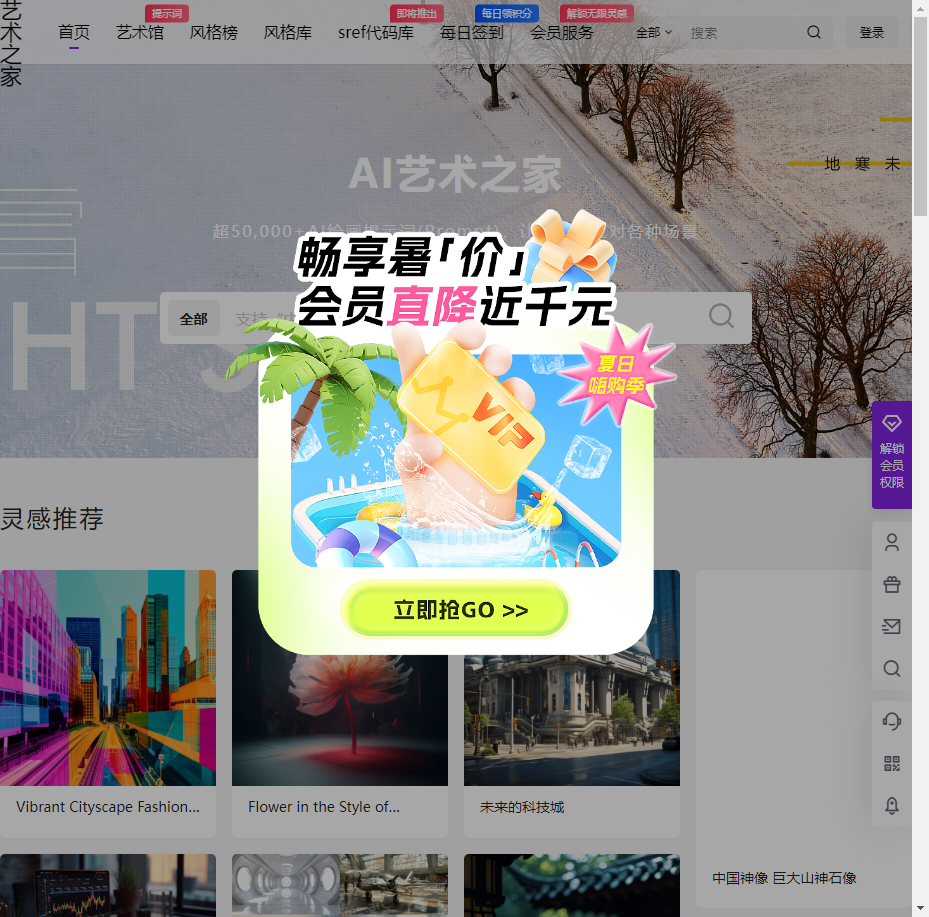 艺术之家
提示词
即将推出
每日领积分
解锁无限灵感
首页
艺术馆
风格榜
风格库
sref代码库
每日签到
会员服务
全部
搜索
登录
地 寒 未
AI艺术之家
超50,000+AI绘画提示词(Prompt)
对各种场景
畅享暑「价」
会员直降近千元
全部
支持
HT S
夏日
嗨购季
VIP
解锁
会员
权限
灵感推荐
立即抢GO >>
Vibrant Cityscape Fashion...
Flower in the Style of...
未来的科技城
中国神像 巨大山神石像